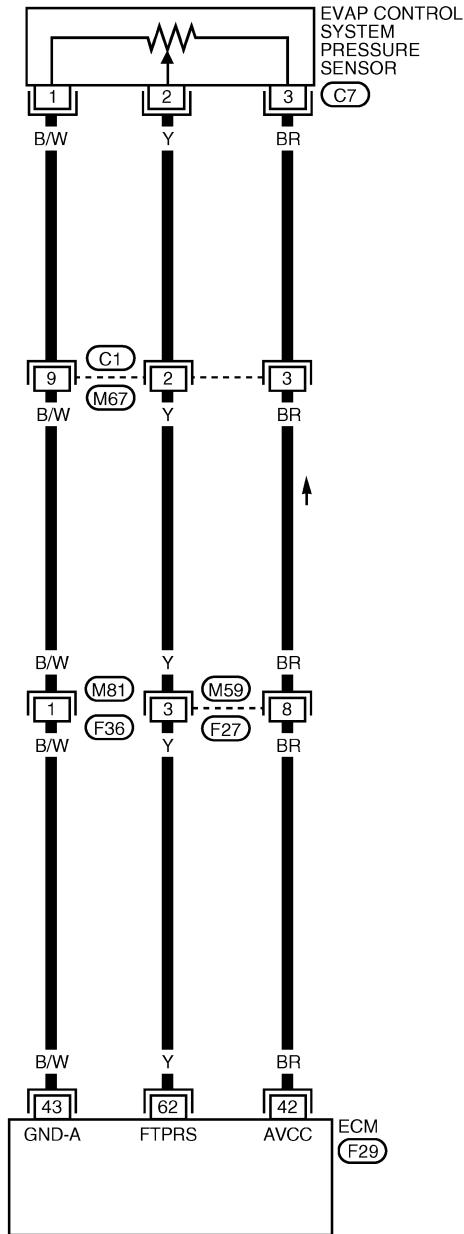 EVAP CONTROL
SYSTEM
PRESSURE
SENSOR
1 2 3 C7
B/W Y BR
C1
9 2 3
M67
B/W Y BR
B/W Y BR
M81 M59
1 3 8
F36 F27
B/W Y BR
B/W Y BR
43 62 42
GND-A FTPRS AVCC ECM
F29